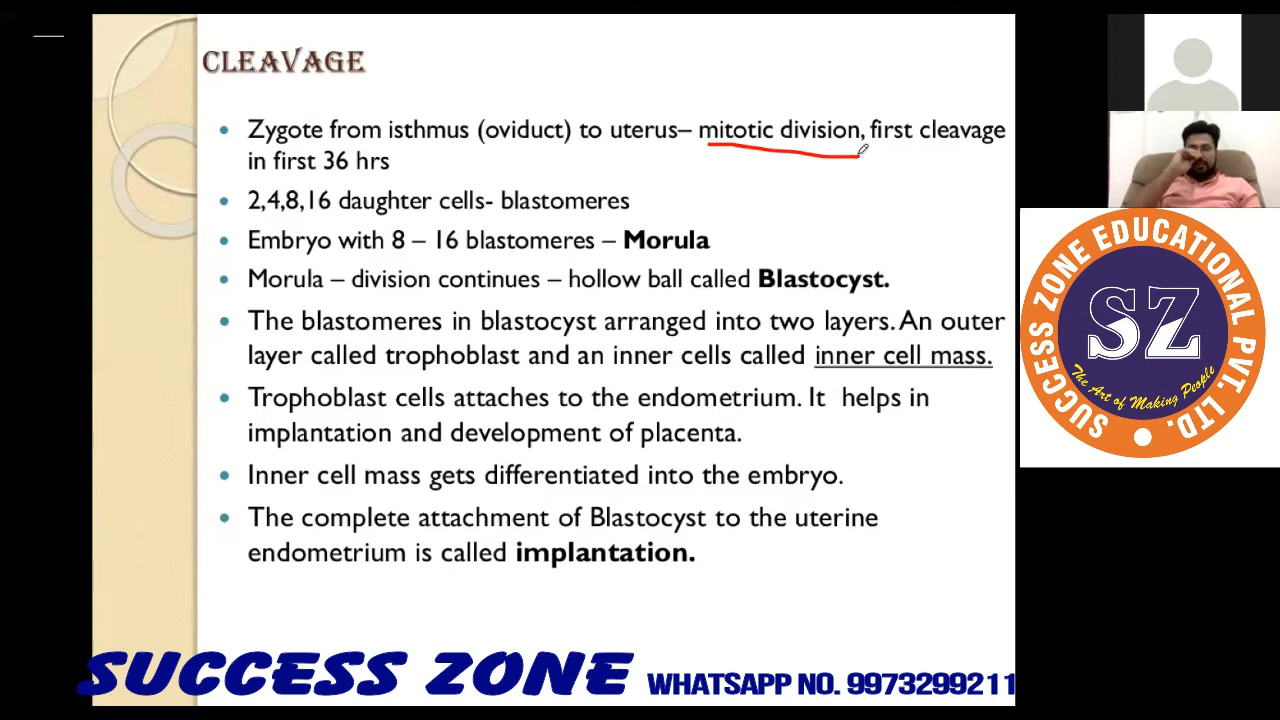 CLEAVAGE
• Zygote from isthmus (oviduct) to uterus– mitotic division, first cleavage
in first 36 hrs
• 2,4,8,16 daughter cells- blastomeres
• Embryo with 8 – 16 blastomeres – Morula
• Morula – division continues – hollow ball called Blastocyst.
• The blastomeres in blastocyst arranged into two layers. An outer
layer called trophoblast and an inner cells called inner cell mass.
• Trophoblast cells attaches to the endometrium. It helps in
implantation and development of placenta.
• Inner cell mass gets differentiated into the embryo.
• The complete attachment of Blastocyst to the uterine
endometrium is called implantation.
SUCCESS ZONE EDUCATIONAL PVT. LTD.
SZ
The Art of Making People
SUCCESS ZONE WHATSAPP NO. 9973299211